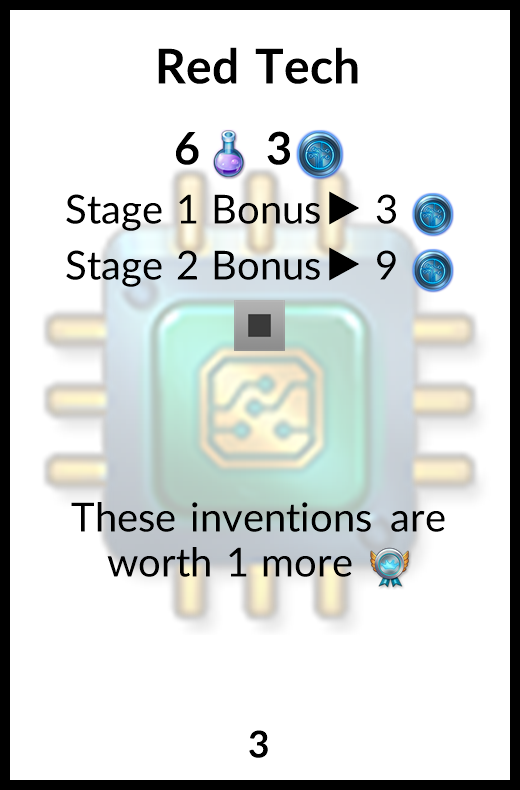 Red Tech
6 3
Stage 1 Bonus▶ 3
Stage 2 Bonus▶ 9
These inventions are
worth 1 more
3